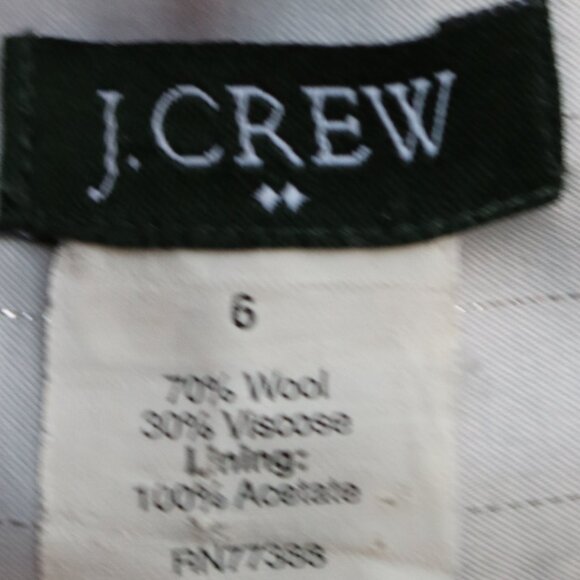 J.CREW
6
70% Wool
30% Viscose
Lining:
100% Acetate
RN77388